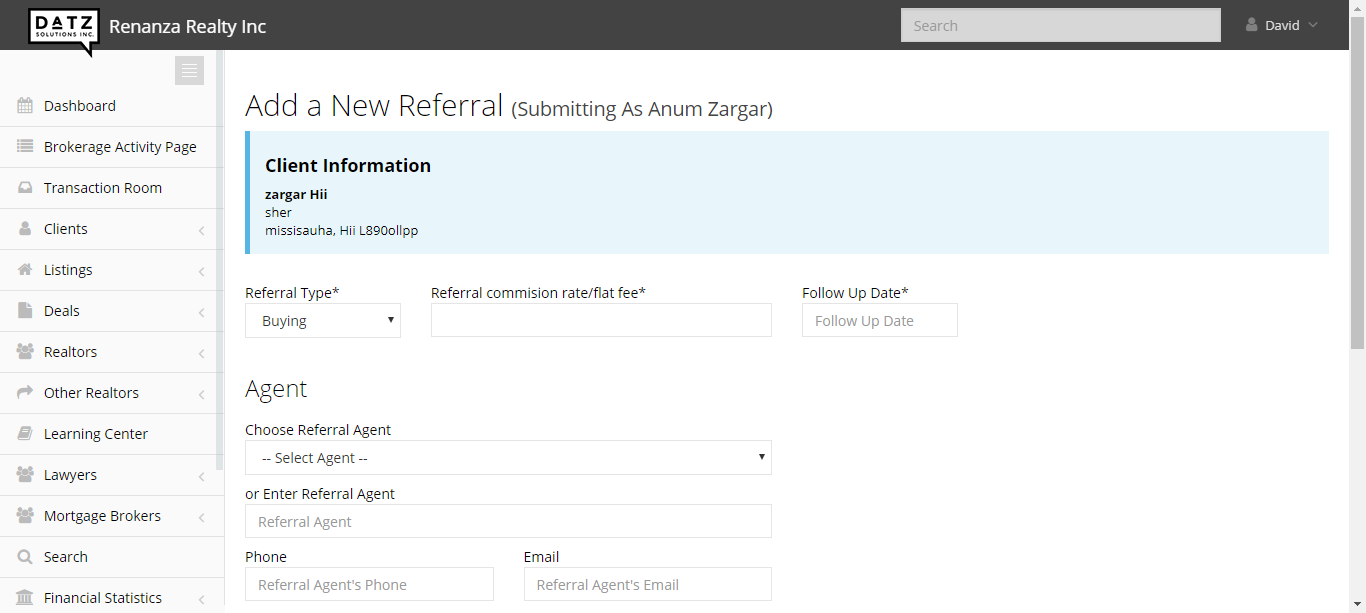 DATZ
SOLUTIONS INC.
Renanza Realty Inc
Search
David
Dashboard
Brokerage Activity Page
Transaction Room
Clients
Listings
Deals
Realtors
Other Realtors
Learning Center
Lawyers
Mortgage Brokers
Search
Financial Statistics
Add a New Referral (Submitting As Anum Zargar)
Client Information
zargar Hii
sher
missisauha, Hii L890ollpp
Referral Type* Referral commision rate/flat fee* Follow Up Date*
Buying Follow Up Date
Agent
Choose Referral Agent
-- Select Agent --
or Enter Referral Agent
Referral Agent
Phone Email
Referral Agent's Phone Referral Agent's Email